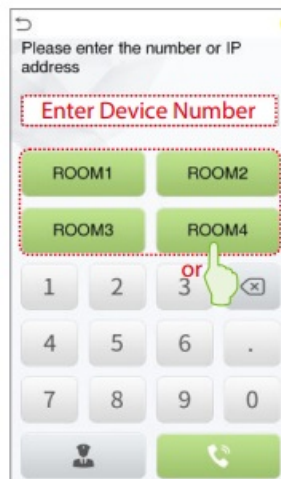 Please enter the number or IP
address
Enter Device Number
ROOM1 ROOM2
ROOM3 ROOM4
or
1 2 3
4 5 6 .
7 8 9 0